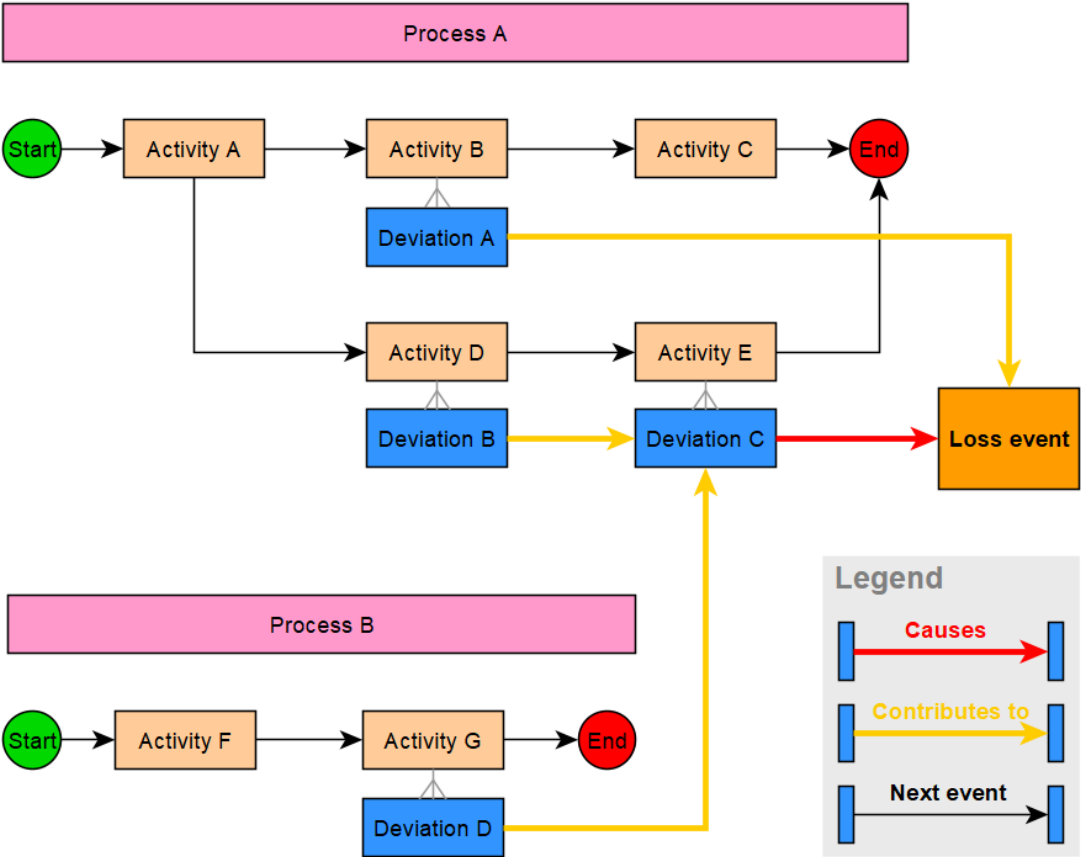 Process A
Start
Activity A
Activity B
Activity C
End
Deviation A
Activity D
Activity E
Deviation B
Deviation C
Loss event
Process B
Start
Activity F
Activity G
End
Deviation D
Legend
Causes
Contributes to
Next event